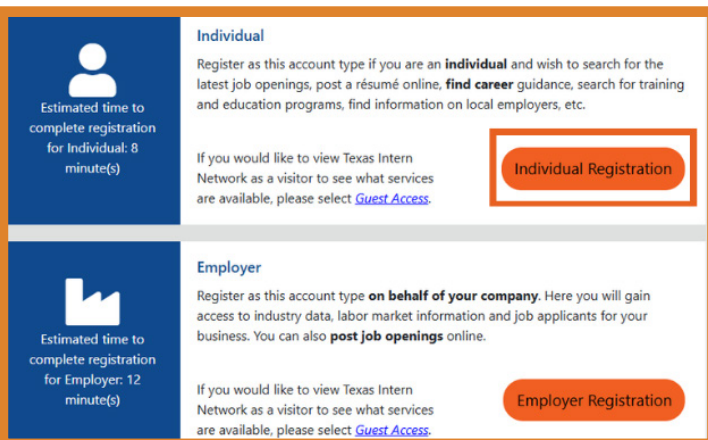 Individual
Register as this account type if you are an individual and wish to search for the
latest job openings, post a résumé online, find career guidance, search for training
and education programs, find information on local employers, etc.
Estimated time to
complete registration
for Individual: 8
minute(s)
If you would like to view Texas Intern
Network as a visitor to see what services
are available, please select Guest Access.
Individual Registration
Employer
Register as this account type on behalf of your company. Here you will gain
access to industry data, labor market information and job applicants for your
business. You can also post job openings online.
Estimated time to
complete registration
for Employer: 12
minute(s)
If you would like to view Texas Intern
Network as a visitor to see what services
are available, please select Guest Access.
Employer Registration